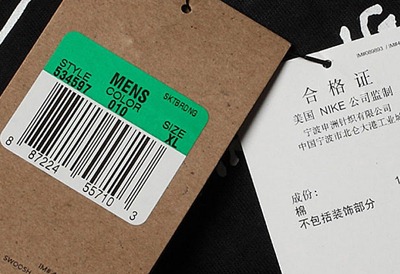 STYLE
534597
MENS
COLOR
010
SKTBRDNG
SIZE
XL
8 87224 55710 3
SWOOSH
合格证
美国 NIKE 公司监制
宁波申洲针织有限公司
中国宁波市北仑大港工业城
成份：
棉
不包括装饰部分